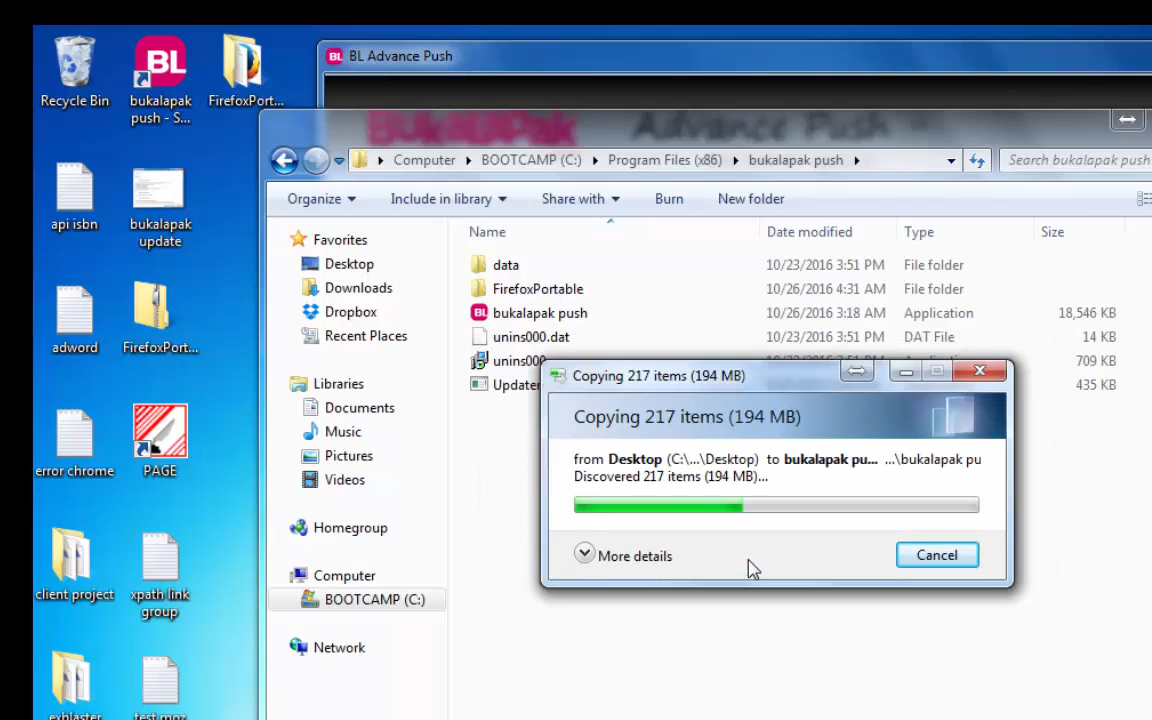 BL Advance Push
BukaLaPak Advance Push
Computer BOOTCAMP (C:) Program Files (x86) bukalapak push
Search bukalapak push
Organize Include in library Share with Burn New folder
Name Date modified Type Size
data 10/23/2016 3:51 PM File folder
FirefoxPortable 10/26/2016 4:31 AM File folder
BL bukalapak push 10/26/2016 3:18 AM Application 18,546 KB
unins000.dat 10/23/2016 3:51 PM DAT File 14 KB
unins000 709 KB
Updater 435 KB
Favorites
Desktop
Downloads
Dropbox
Recent Places
Libraries
Documents
Music
Pictures
Videos
Homegroup
Computer
BOOTCAMP (C:)
Network
Copying 217 items (194 MB)
Copying 217 items (194 MB)
from Desktop (C:\...\Desktop) to bukalapak pu... ...\bukalapak pu
Discovered 217 items (194 MB)...
More details
Cancel
Recycle Bin
BL
bukalapak
push - S...
FirefoxPort...
api isbn
bukalapak
update
adword
FirefoxPort...
error chrome
PAGE
client project
xpath link
group
exblaster
test moz